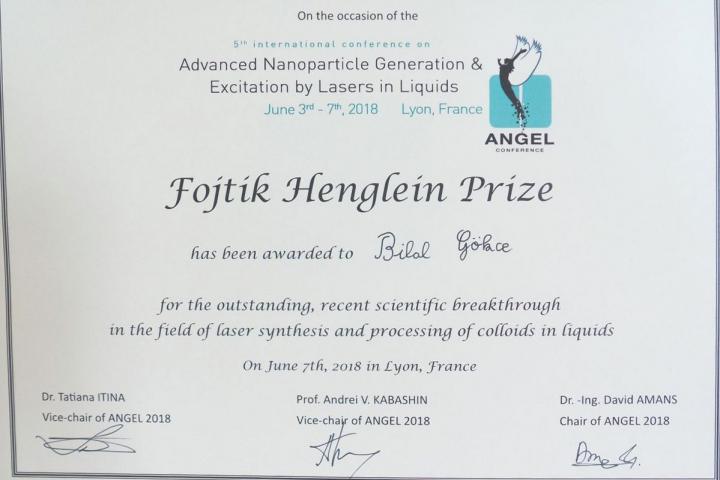 On the occasion of the
5th international conference on
Advanced Nanoparticle Generation &
Excitation by Lasers in Liquids
June 3rd - 7th, 2018 Lyon, France
ANGEL
CONFERENCE
Fojtik Henglein Prize
has been awarded to Bilal Gökce
for the outstanding, recent scientific breakthrough
in the field of laser synthesis and processing of colloids in liquids
On June 7th, 2018 in Lyon, France
Dr. Tatiana ITINA Prof. Andrei V. KABASHIN Dr. -Ing. David AMANS
Vice-chair of ANGEL 2018 Vice-chair of ANGEL 2018 Chair of ANGEL 2018